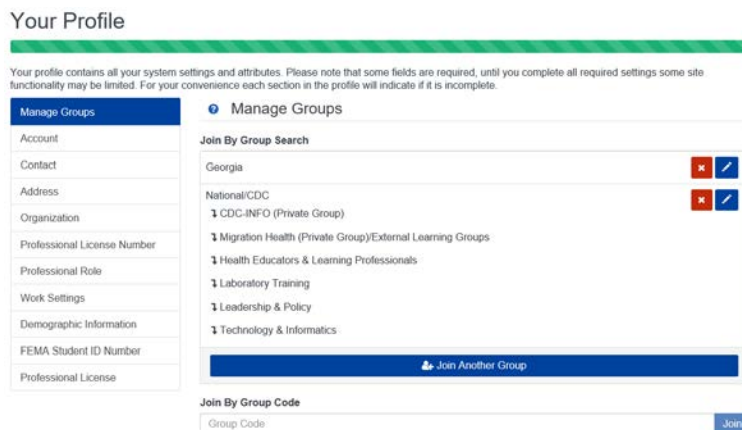 Your Profile
Your profile contains all your system settings and attributes. Please note that some fields are required, until you complete all required settings some site
functionality may be limited. For your convenience each section in the profile will indicate if it is incomplete.
Manage Groups
Account
Contact
Address
Organization
Professional License Number
Professional Role
Work Settings
Demographic Information
FEMA Student ID Number
Professional License
Manage Groups
Join By Group Search
Georgia
National/CDC
CDC-INFO (Private Group)
Migration Health (Private Group)/External Learning Groups
Health Educators & Learning Professionals
Laboratory Training
Leadership & Policy
Technology & Informatics
Join Another Group
Join By Group Code
Group Code
Join